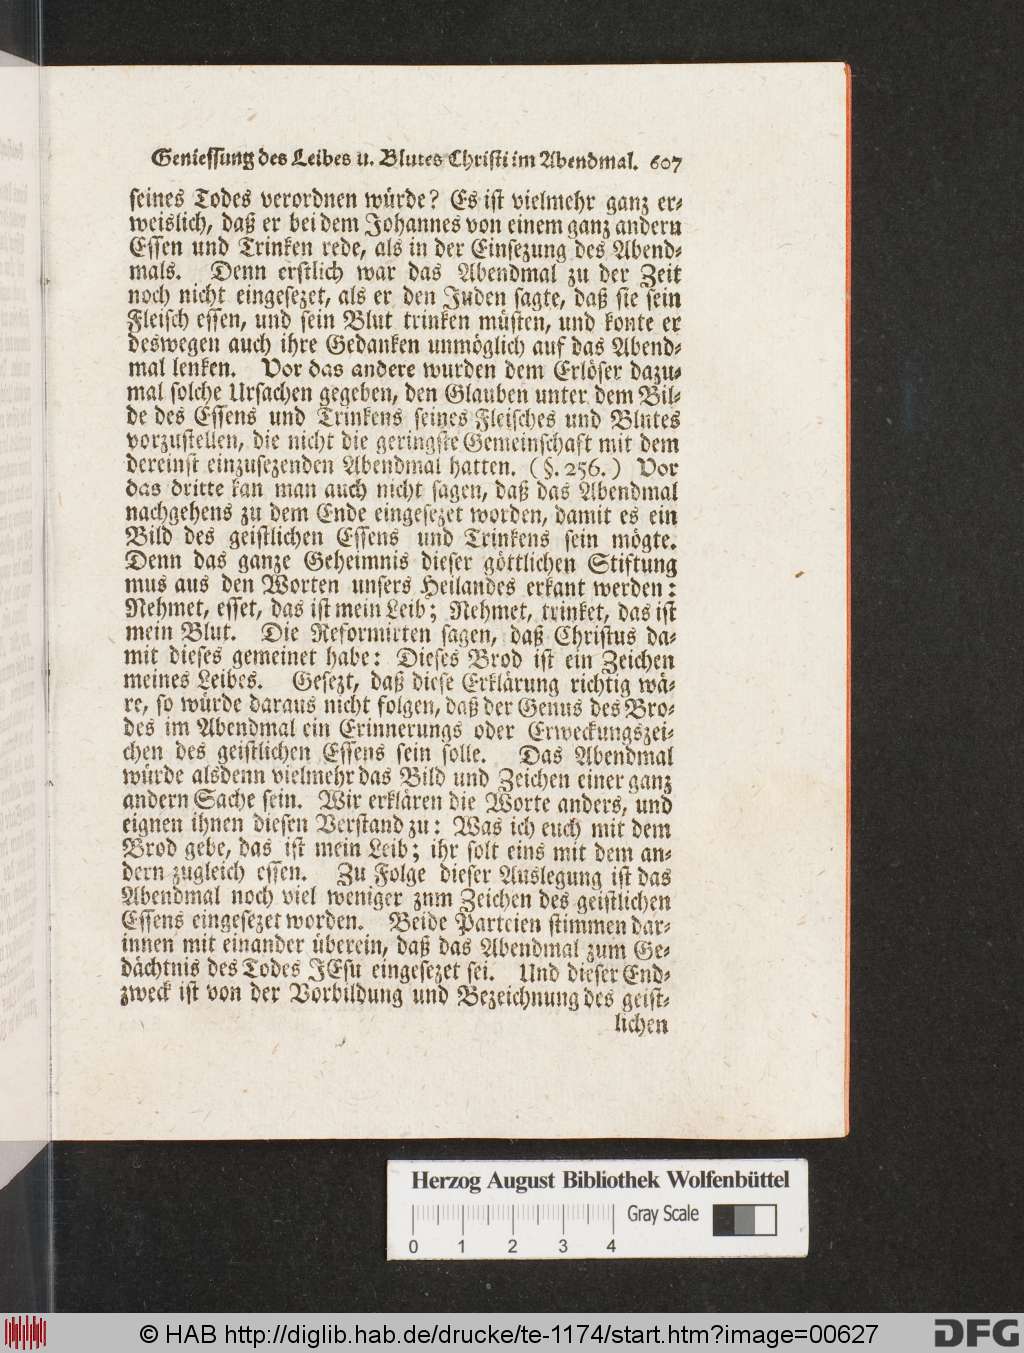 Geniessung des Leibes u. Blutes Christi im Abendmal. 607
seines Todes verordnen würde? Es ist vielmehr ganz er-
weislich, daß er bei dem Johannes von einem ganz andern
Essen und Trinken rede, als in der Einsezung des Abend-
mals. Denn erstlich war das Abendmal zu der Zeit
noch nicht eingesezet, als er den Juden sagte, daß sie sein
Fleisch essen, und sein Blut trinken müsten, und konte er
deswegen auch ihre Gedanken unmöglich auf das Abend-
mal lenken. Vor das andere wurden dem Erlöser dazu-
mal solche Ursachen gegeben, den Glauben unter dem Bil-
de des Essens und Trinkens seines Fleisches und Blutes
vorzustellen, die nicht die geringste Gemeinschaft mit dem
dereinst einzusezenden Abendmal hatten. (§. 256.) Vor
das dritte kan man auch nicht sagen, daß das Abendmal
nachgehens zu dem Ende eingesezet worden, damit es ein
Bild des geistlichen Essens und Trinkens sein mögte.
Denn das ganze Geheimnis dieser göttlichen Stiftung
mus aus den Worten unsers Heilandes erkant werden:
Nehmet, esset, das ist mein Leib; Nehmet, trinket, das ist
mein Blut. Die Reformirten sagen, daß Christus da-
mit dieses gemeinet habe: Dieses Brod ist ein Zeichen
meines Leibes. Gesezt, daß diese Erklärung richtig wä-
re, so würde daraus nicht folgen, daß der Genus des Bro-
des im Abendmal ein Erinnerungs oder Erweckungszei-
chen des geistlichen Essens sein solle. Das Abendmal
würde alsdenn vielmehr das Bild und Zeichen einer ganz
andern Sache sein. Wir erklären die Worte anders, und
eignen ihnen diesen Verstand zu: Was ich euch mit dem
Brod gebe, das ist mein Leib; ihr solt eins mit dem an-
dern zugleich essen. Zu Folge dieser Auslegung ist das
Abendmal noch viel weniger zum Zeichen des geistlichen
Essens eingesezet worden. Beide Parteien stimmen dar-
innen mit einander überein, daß das Abendmal zum Ge-
dächtnis des Todes JEsu eingesezet sei. Und dieser End-
zweck ist von der Vorbildung und Bezeichnung des geist-
lichen
Herzog August Bibliothek Wolfenbüttel
Gray Scale
0 1 2 3 4
© HAB http://diglib.hab.de/drucke/te-1174/start.htm?image=00627
DFG